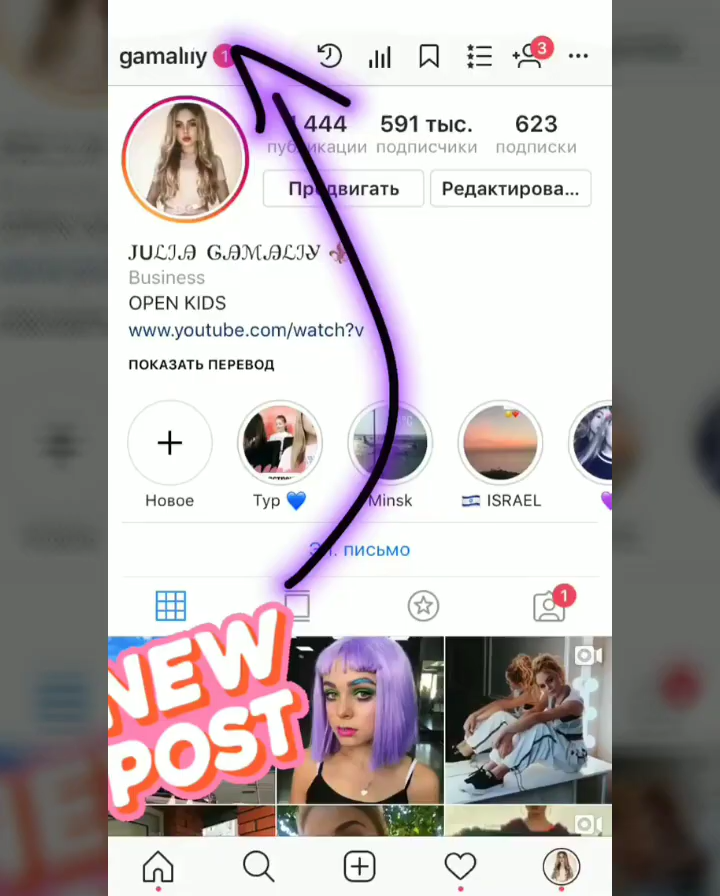 gamaliiy 1
3
444 591 тыс. 623
публикации подписчики подписки
Продвигать Редактирова...
JULIA GAMALIY
Business
OPEN KIDS
www.youtube.com/watch?v
ПОКАЗАТЬ ПЕРЕВОД
Новое Тур 💙 Minsk 🇮🇱 ISRAEL
Эл. письмо
1
NEW
POST